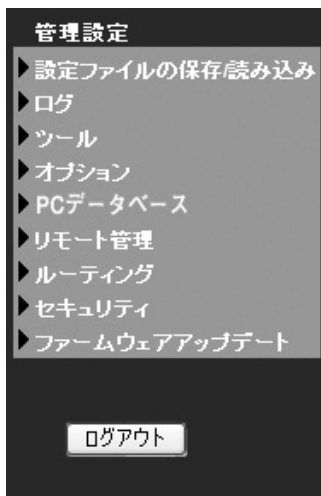 管理設定
設定ファイルの保存/読み込み
ログ
ツール
オプション
PCデータベース
リモート管理
ルーティング
セキュリティ
ファームウェアアップデート
ログアウト